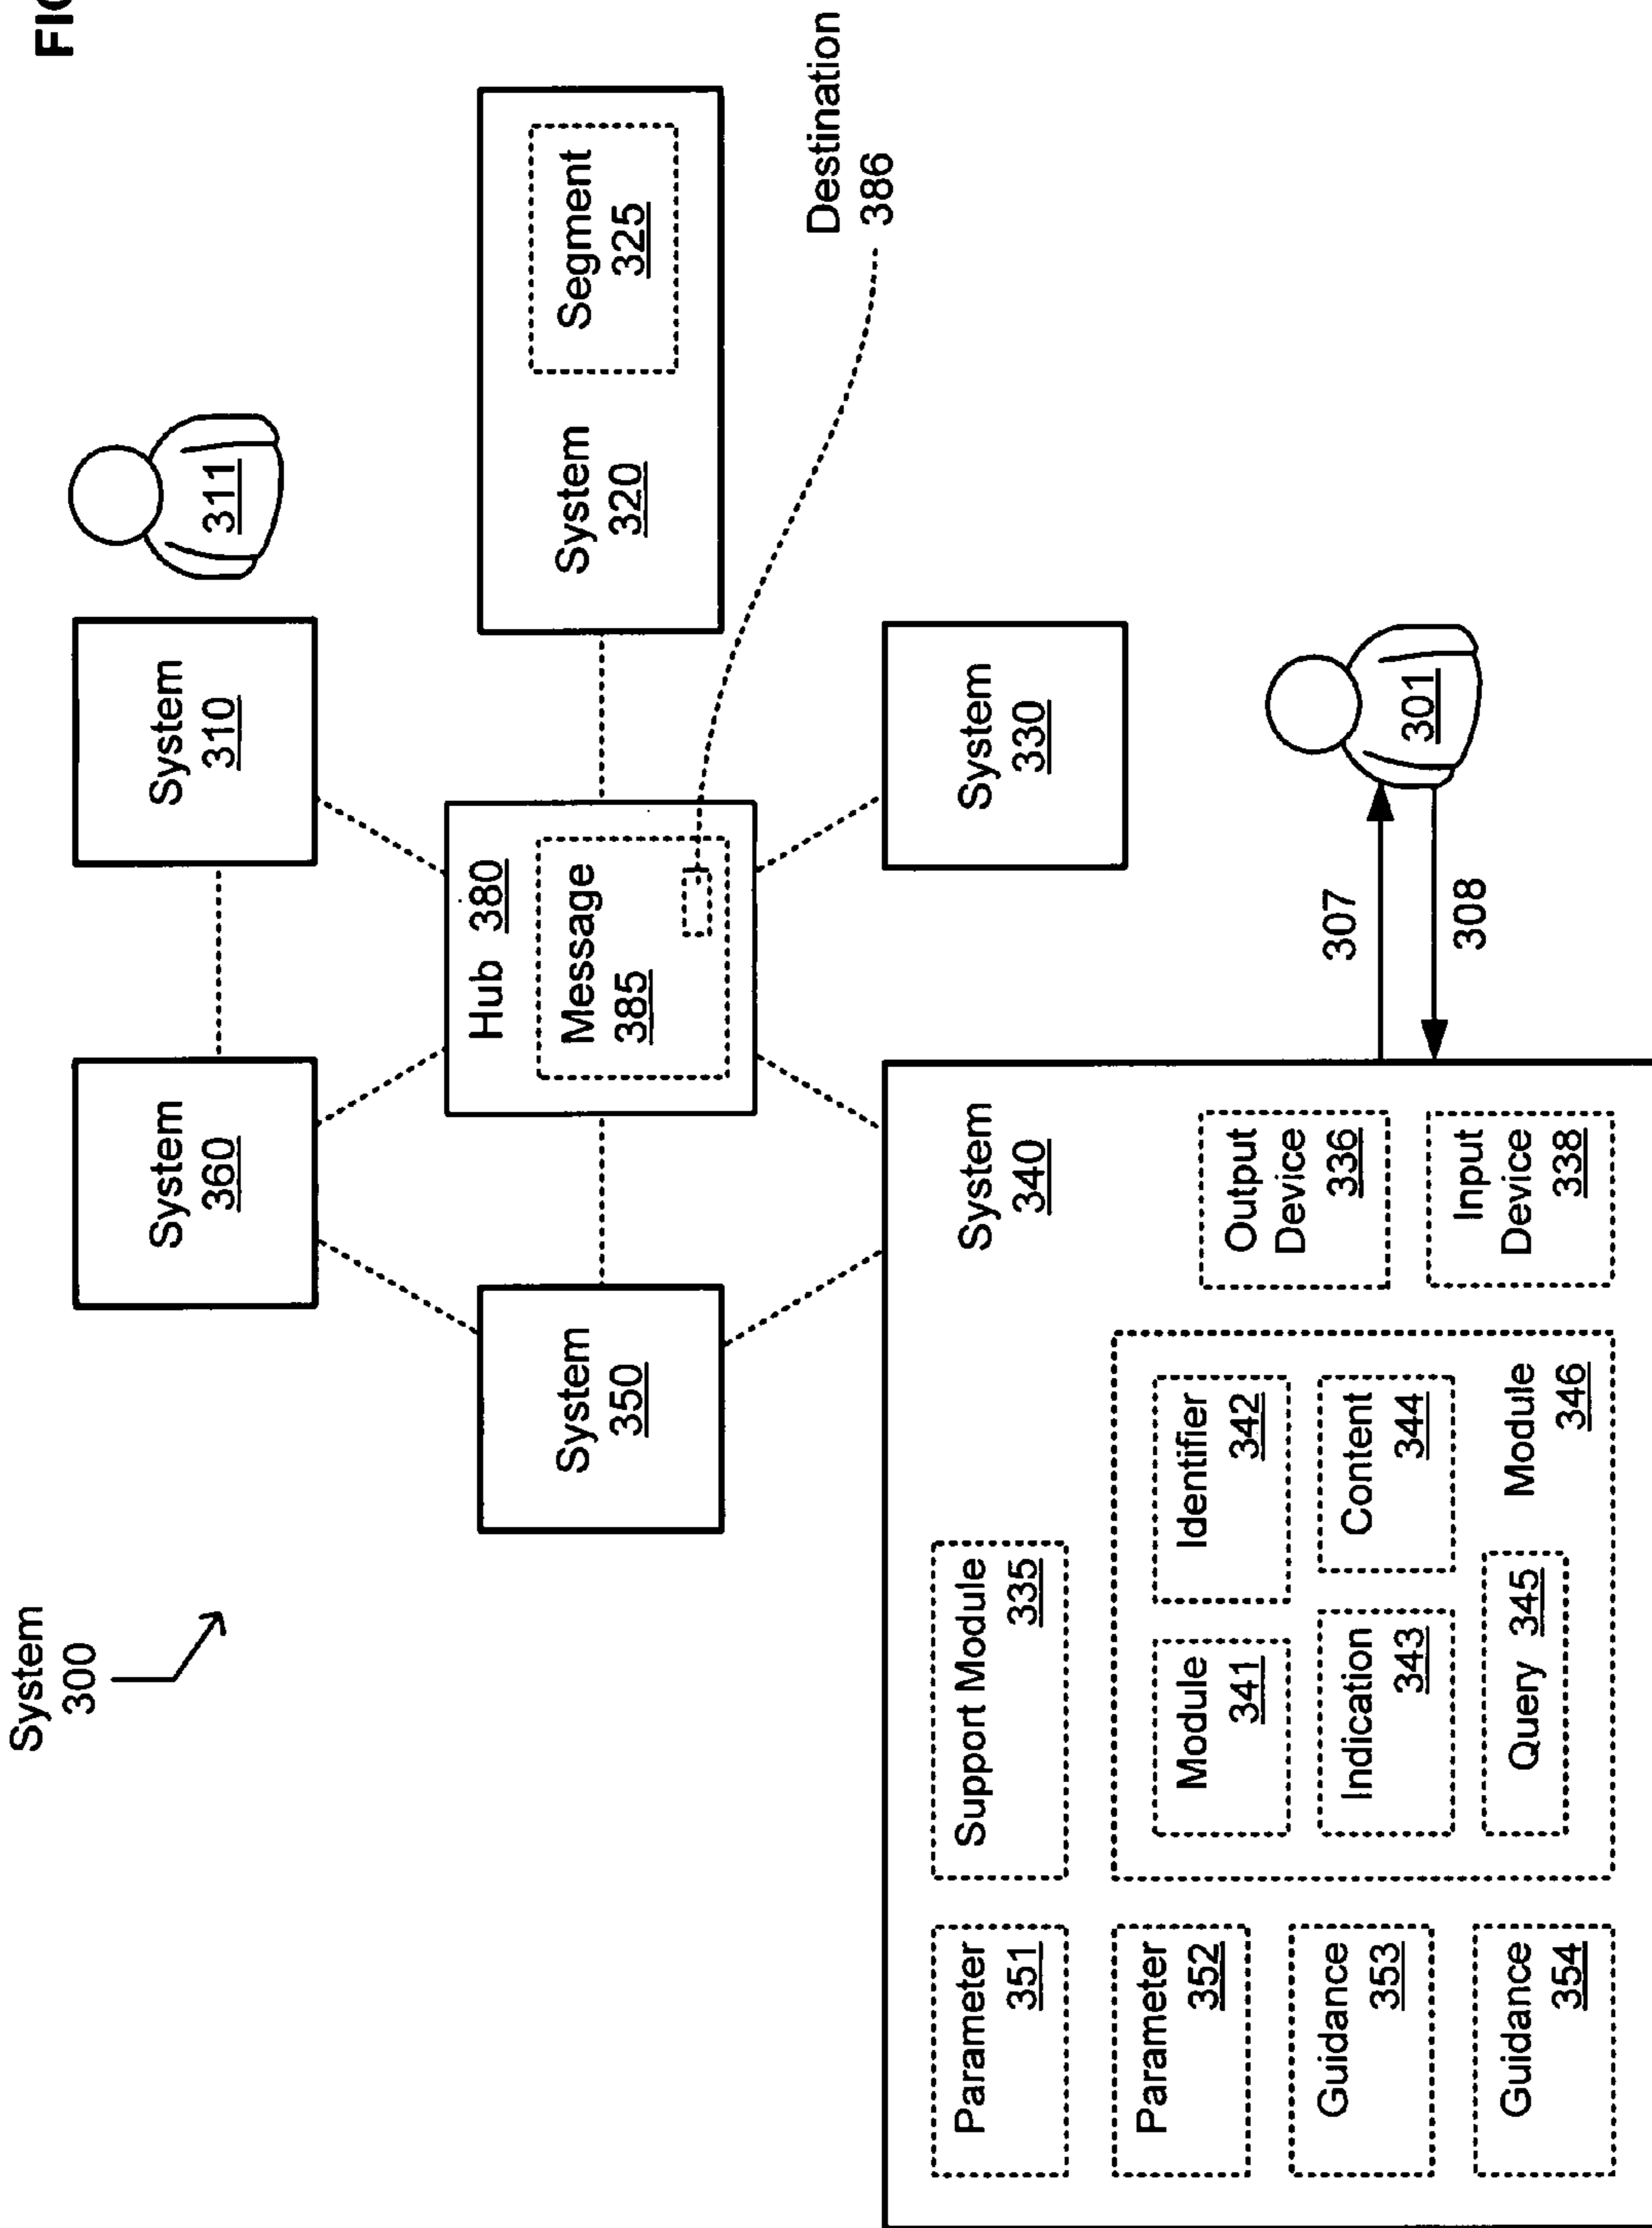 FIG
System
300
System
360
System
310
311
System
350
Hub 380
Message
385
System
320
Segment
325
Destination
386
System
340
System
330
Parameter
351
Parameter
352
Guidance
353
Guidance
354
Support Module
335
Module
341
Identifier
342
Indication
343
Content
344
Query 345
Module
346
Output
Device
336
Input
Device
338
307
308
301